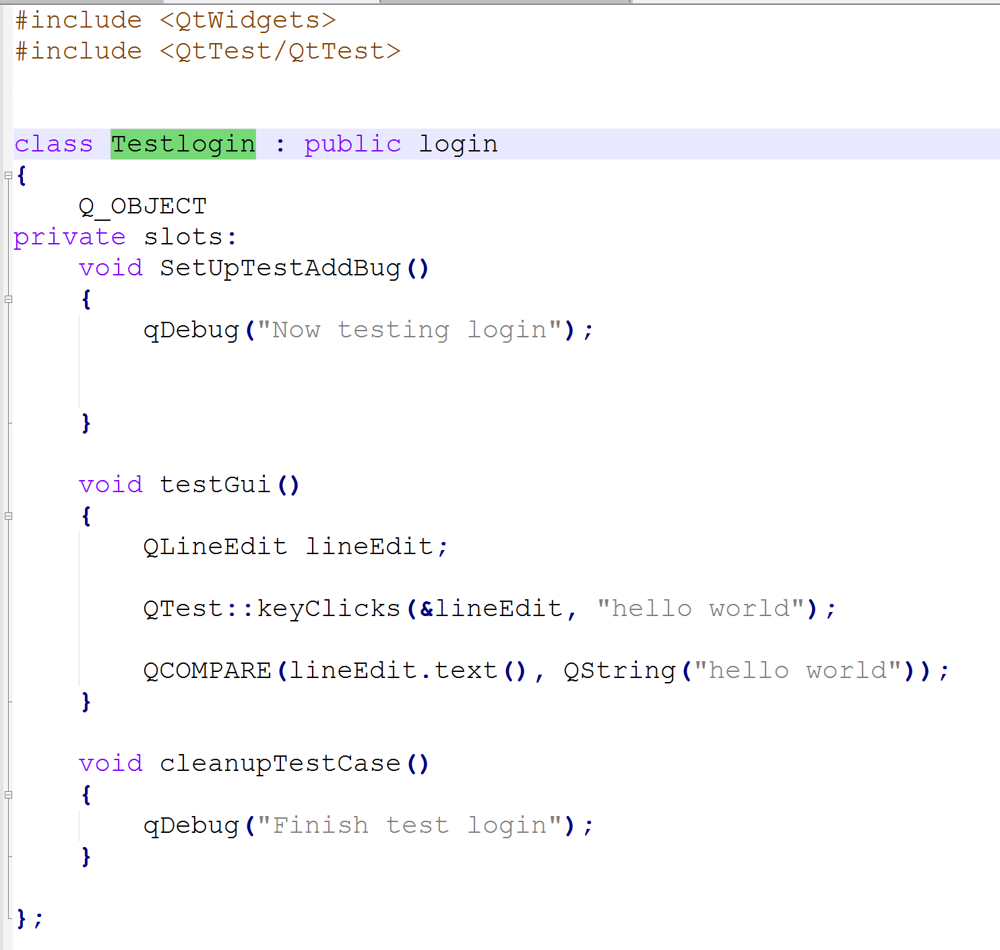 #include <QtWidgets>
#include <QtTest/QtTest>
class Testlogin : public login
{
    Q_OBJECT
private slots:
    void SetUpTestAddBug()
    {
        qDebug("Now testing login");
    }
    void testGui()
    {
        QLineEdit lineEdit;
        QTest::keyClicks(&lineEdit, "hello world");
        QCOMPARE(lineEdit.text(), QString("hello world"));
    }
    void cleanupTestCase()
    {
        qDebug("Finish test login");
    }
};